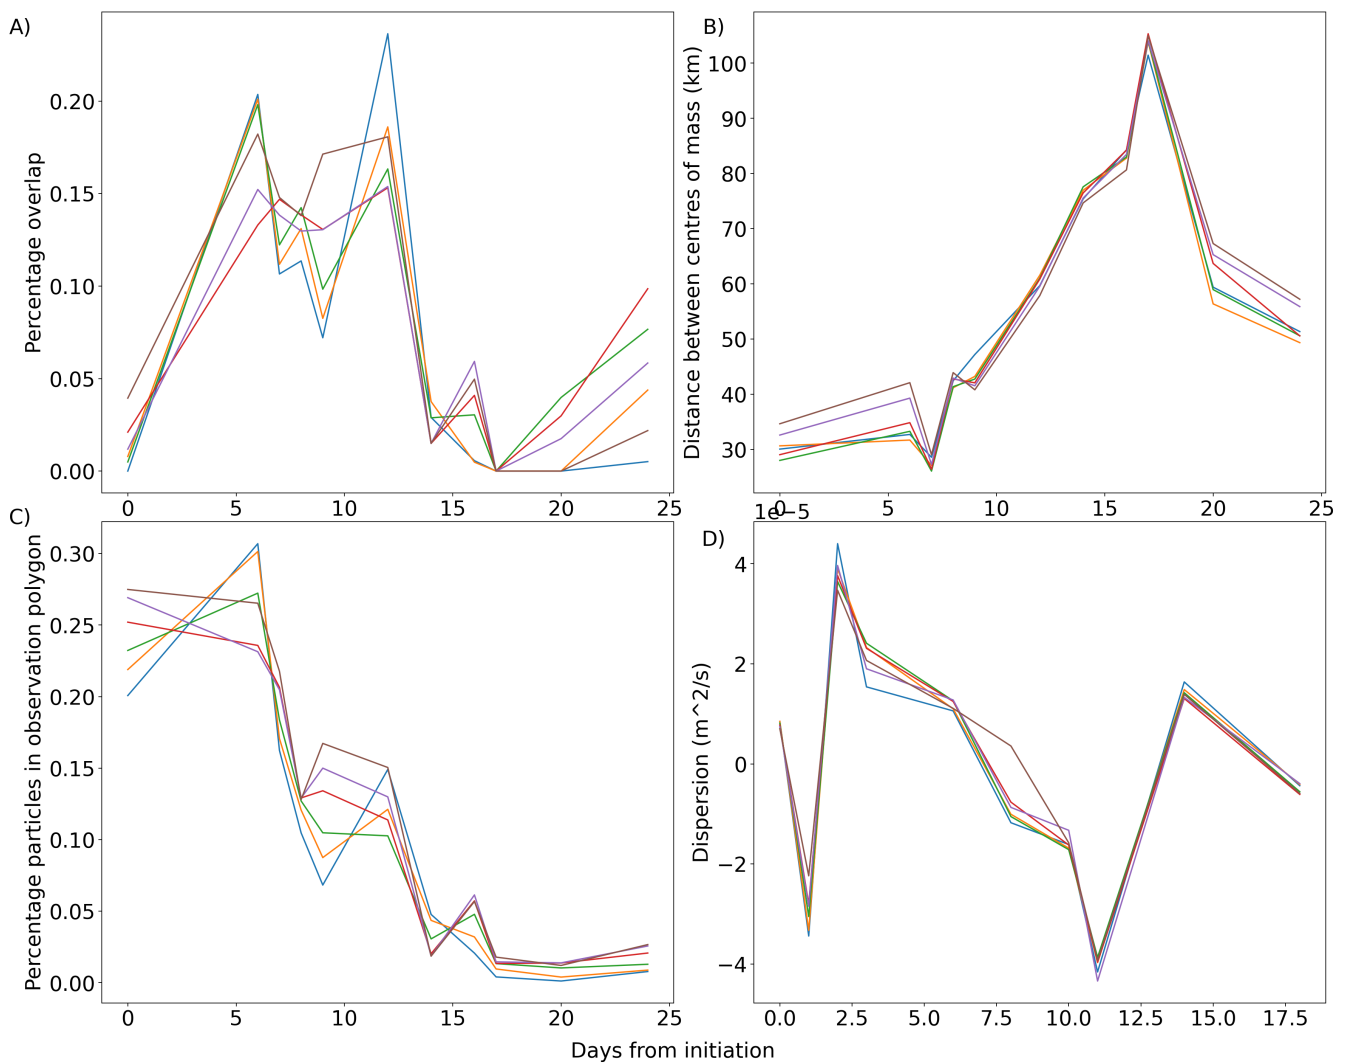 A)
Percentage overlap
0.20
0.15
0.10
0.05
0.00
0 5 10 15 20 25
B)
Distance between centres of mass (km)
100
90
80
70
60
50
40
30
0 5 10 15 20 25
C)
Percentage particles in observation polygon
0.30
0.25
0.20
0.15
0.10
0.05
0.00
0 5 10 15 20 25
1e−5
D)
Dispersion (m^2/s)
4
2
0
−2
−4
0.0 2.5 5.0 7.5 10.0 12.5 15.0 17.5
Days from initiation